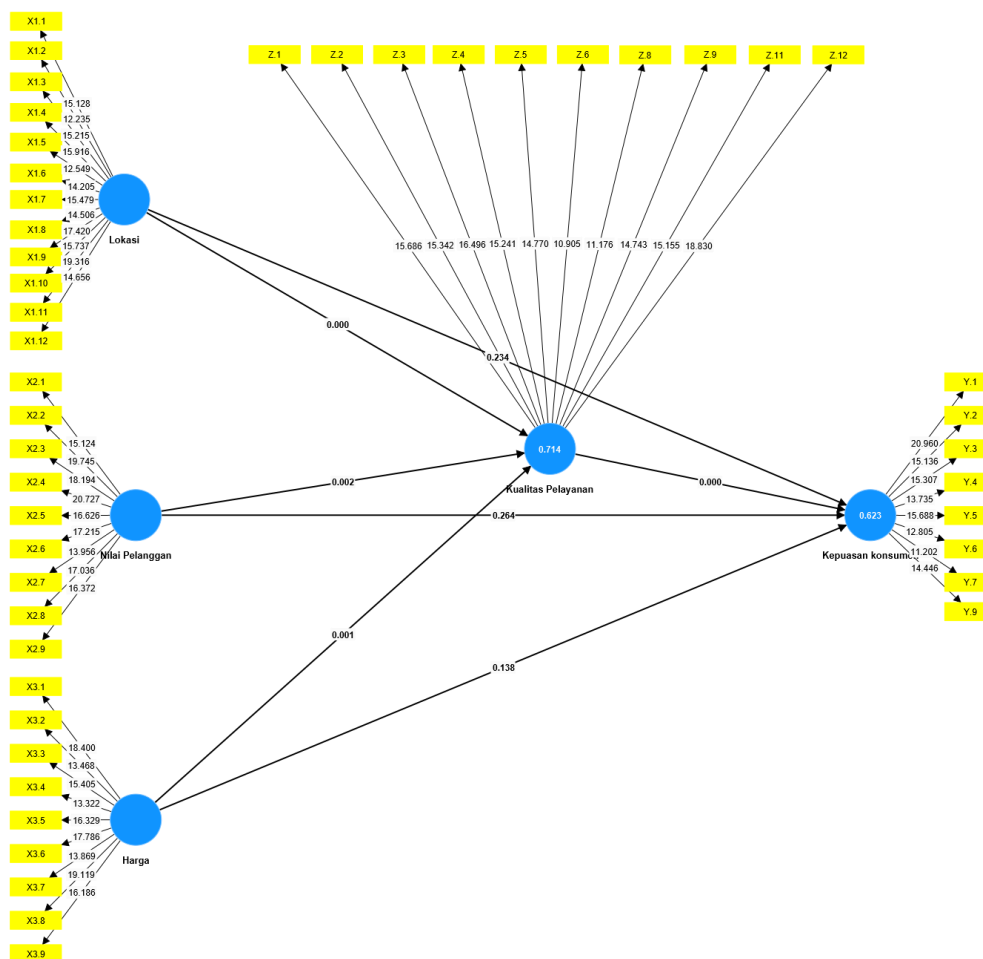 X1.1
X1.2
X1.3
X1.4
X1.5
X1.6
X1.7
X1.8
X1.9
X1.10
X1.11
X1.12
15.128
12.235
15.215
15.916
12.549
14.205
15.479
14.506
17.420
15.737
19.316
14.656
Lokasi
Z.1 Z.2 Z.3 Z.4 Z.5 Z.6 Z.8 Z.9 Z.11 Z.12
15.686 15.342 16.496 15.241 14.770 10.905 11.176 14.743 15.155 18.830
0.000
0.234
X2.1
X2.2
X2.3
X2.4
X2.5
X2.6
X2.7
X2.8
X2.9
15.124
19.745
18.194
20.727
16.626
17.215
13.956
17.036
16.372
Nilai Pelanggan
0.714
Kualitas Pelayanan
0.002
0.000
0.264
0.001
0.138
Y.1
Y.2
Y.3
Y.4
Y.5
Y.6
Y.7
Y.9
20.960
15.136
15.307
13.735
15.688
12.805
11.202
14.446
0.623
Kepuasan konsum
X3.1
X3.2
X3.3
X3.4
X3.5
X3.6
X3.7
X3.8
X3.9
18.400
13.468
15.405
13.322
16.329
17.786
13.869
19.119
16.186
Harga